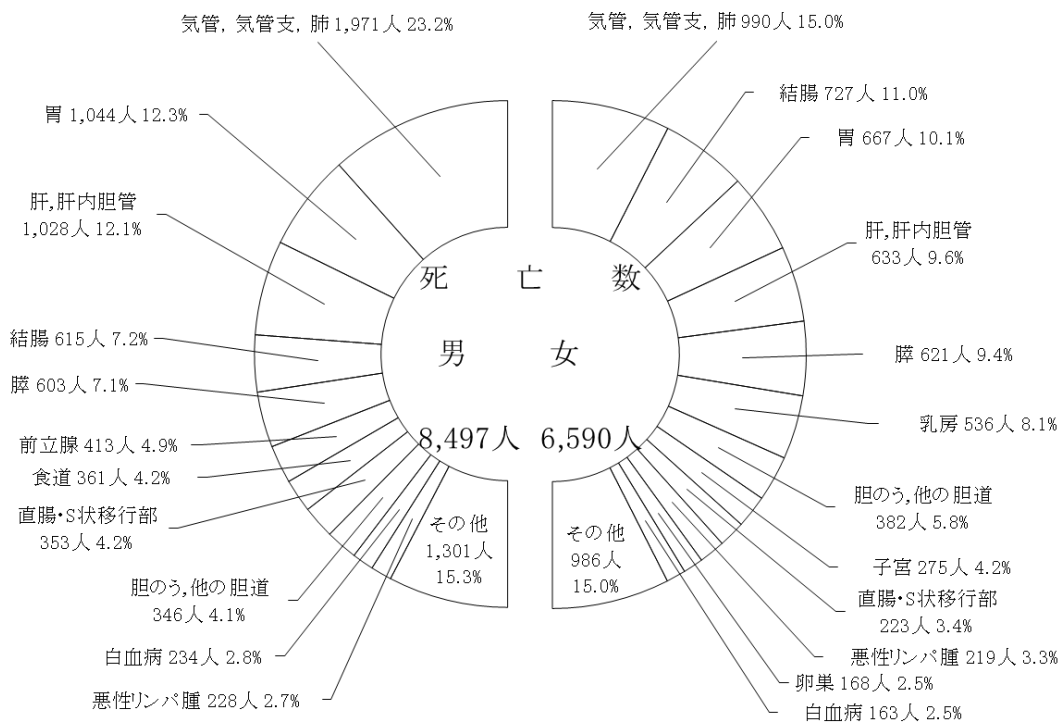 気管, 気管支, 肺 1,971人 23.2%
胃 1,044人 12.3%
肝,肝内胆管
1,028人 12.1%
結腸 615人 7.2%
膵 603人 7.1%
前立腺 413人 4.9%
食道 361人 4.2%
直腸・S状移行部
353人 4.2%
胆のう,他の胆道
346人 4.1%
白血病 234人 2.8%
悪性リンパ腫 228人 2.7%
その他
1,301人
15.3%
死 亡 数
男 女
8,497人 6,590人
気管, 気管支, 肺 990人 15.0%
結腸 727人 11.0%
胃 667人 10.1%
肝,肝内胆管
633人 9.6%
膵 621人 9.4%
乳房 536人 8.1%
胆のう,他の胆道
382人 5.8%
子宮 275人 4.2%
直腸・S状移行部
223人 3.4%
悪性リンパ腫 219人 3.3%
卵巣 168人 2.5%
白血病 163人 2.5%
その他
986人
15.0%